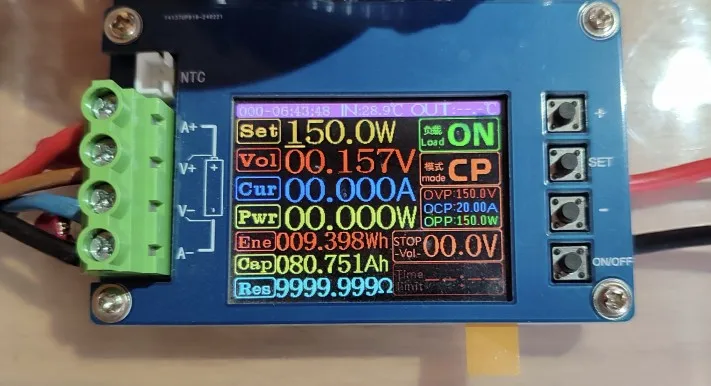 Y41370P919-240321
NTC
000-06:43:48 IN:28.9℃ OUT:--.-℃
A+
V+
V-
A-
Set 150.0W
Vol 00.157V
Cur 00.000A
Pwr 00.000W
Ene 009.398Wh
Cap 080.751Ah
Res 9999.999Ω
负载
Load ON
模式
mode CP
OVP:150.0V
OCP:20.00A
OPP:150.0W
STOP
-Vol- 00.0V
Time
limit --:--:--
+
SET
-
ON/OFF